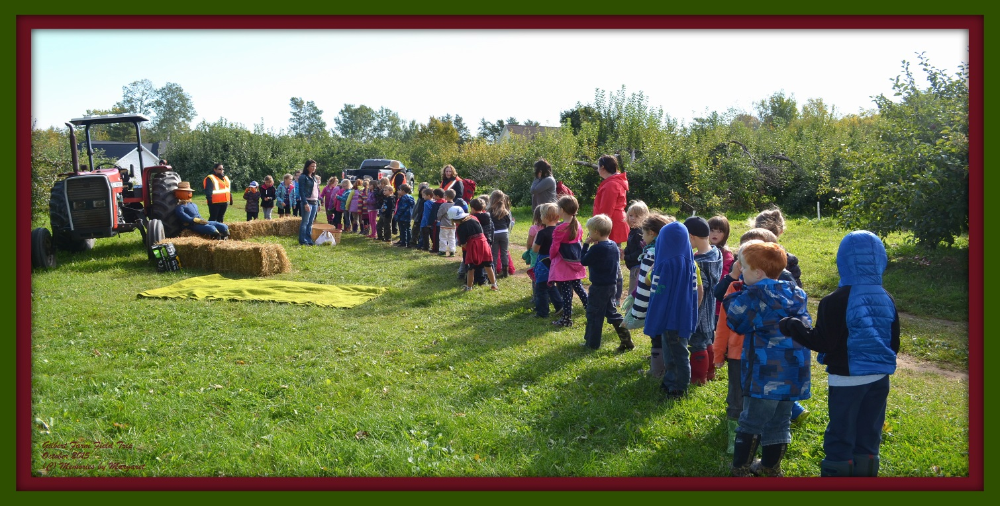 Gilbert Farm Field Trip
October 2015 ~
(C) Memories by Margaret